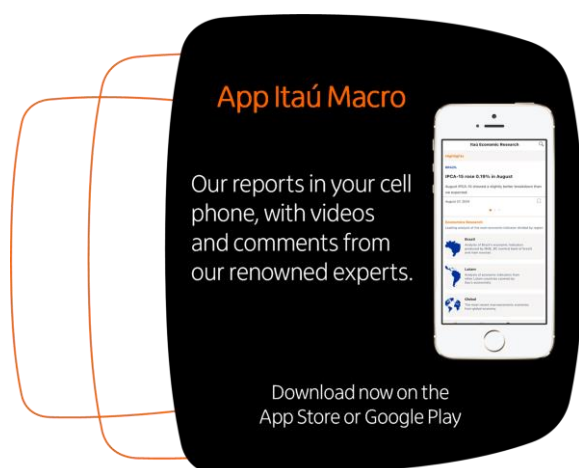 App Itaú Macro
Our reports in your cell
phone, with videos
and comments from
our renowned experts.
Itaú Economic Research
Highlights
IPCA-15 rose 0.19% in August
Economic Research
Brazil
Latam
Global
Download now on the
App Store or Google Play